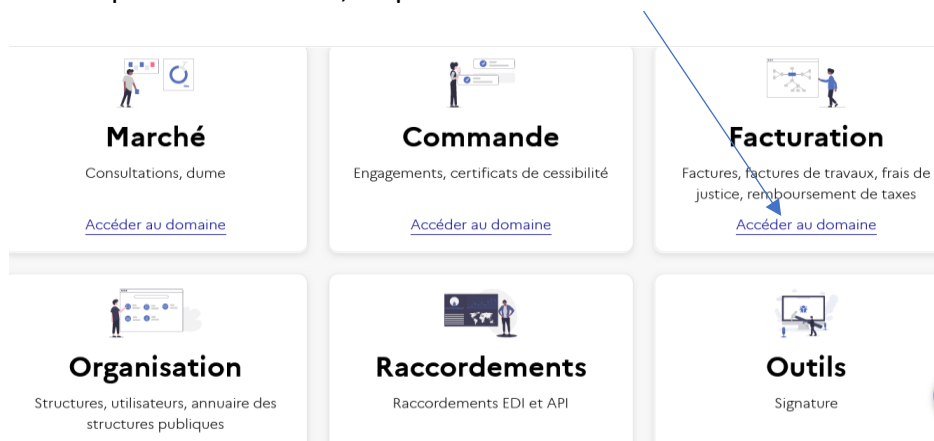 Marché
Consultations, dume
Accéder au domaine
Commande
Engagements, certificats de cessibilité
Accéder au domaine
Facturation
Factures, factures de travaux, frais de
justice, remboursement de taxes
Accéder au domaine
Organisation
Structures, utilisateurs, annuaire des
structures publiques
Raccordements
Raccordements EDI et API
Outils
Signature